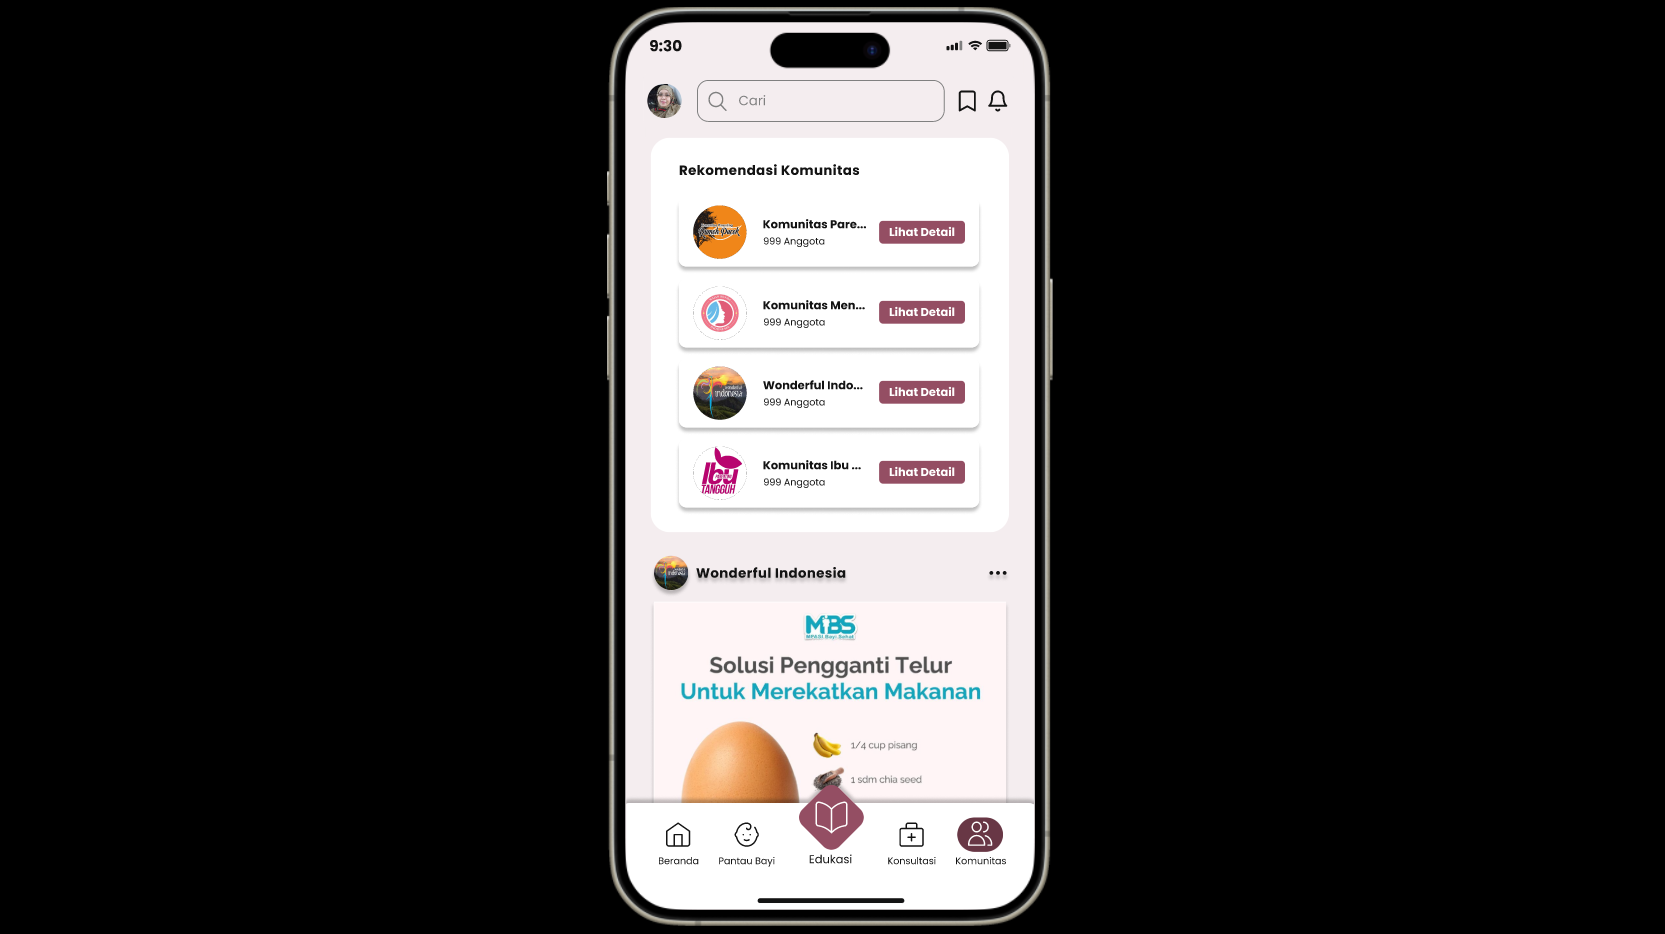 9:30
Cari
Rekomendasi Komunitas
Komunitas Pare...
999 Anggota
Lihat Detail
Komunitas Men...
999 Anggota
Lihat Detail
Wonderful Indo...
999 Anggota
Lihat Detail
wonderful
indonesia
Komunitas Ibu ...
999 Anggota
Lihat Detail
Ibu
TANGGUH
Wonderful Indonesia
MBS
MPASI Bayi Sehat
Solusi Pengganti Telur
Untuk Merekatkan Makanan
1/4 cup pisang
1 sdm chia seed
Beranda
Pantau Bayi
Edukasi
Konsultasi
Komunitas